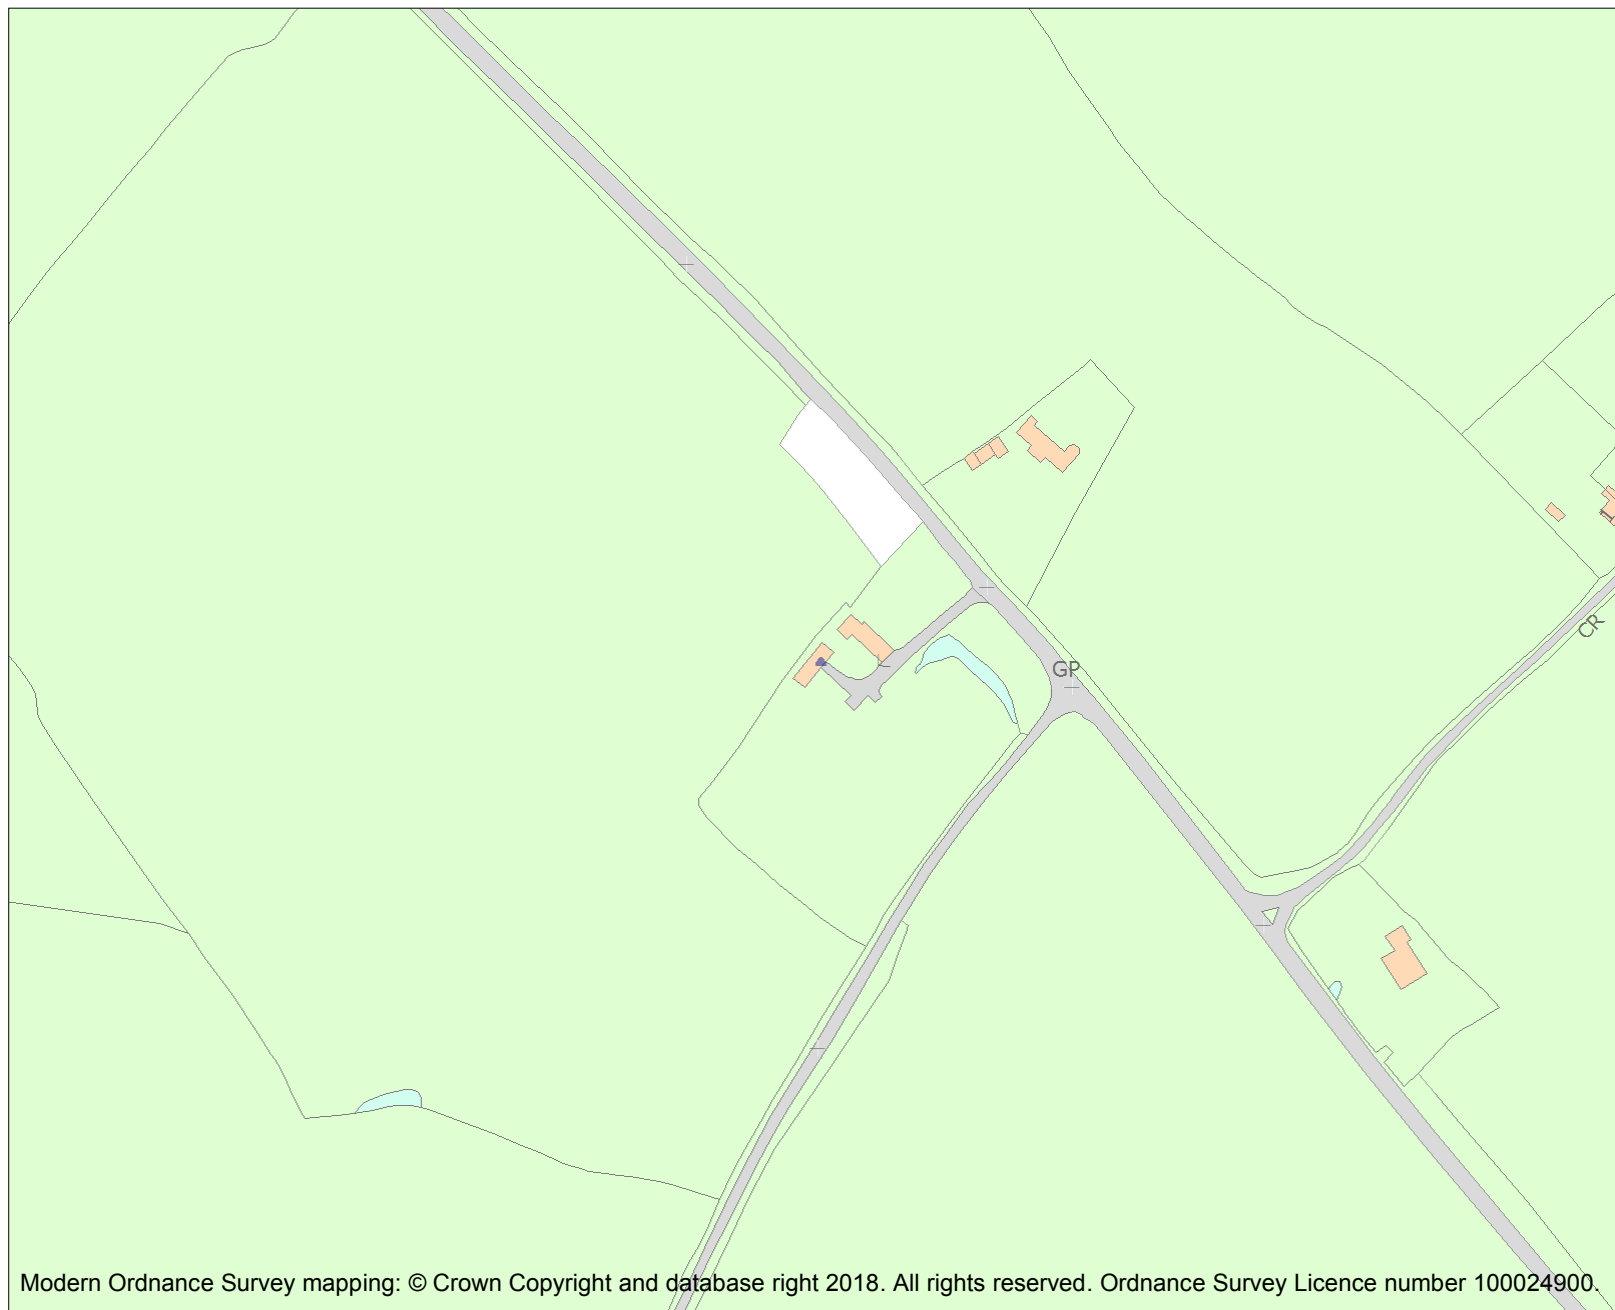 CR
GP
Modern Ordnance Survey mapping: © Crown Copyright and database right 2018. All rights reserved. Ordnance Survey Licence number 100024900.